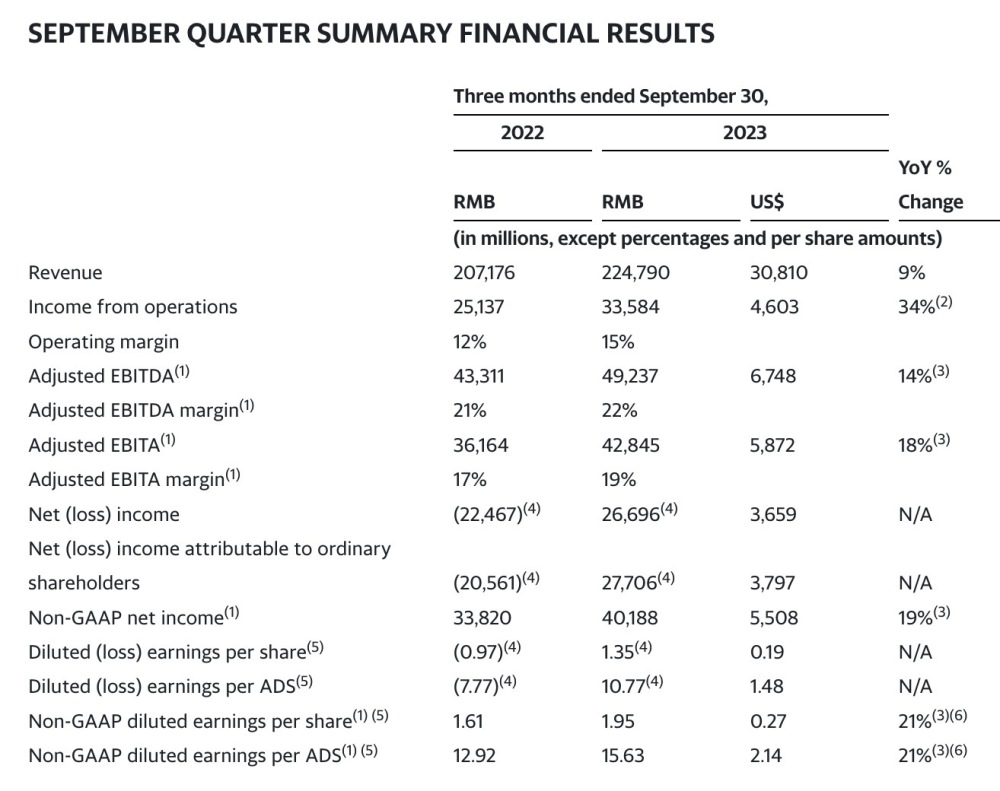 SEPTEMBER QUARTER SUMMARY FINANCIAL RESULTS
Three months ended September 30,
2022 2023
YoY %
RMB RMB US$ Change
(in millions, except percentages and per share amounts)
Revenue 207,176 224,790 30,810 9%
Income from operations 25,137 33,584 4,603 34%(2)
Operating margin 12% 15%
Adjusted EBITDA(1) 43,311 49,237 6,748 14%(3)
Adjusted EBITDA margin(1) 21% 22%
Adjusted EBITA(1) 36,164 42,845 5,872 18%(3)
Adjusted EBITA margin(1) 17% 19%
Net (loss) income (22,467)(4) 26,696(4) 3,659 N/A
Net (loss) income attributable to ordinary
shareholders (20,561)(4) 27,706(4) 3,797 N/A
Non-GAAP net income(1) 33,820 40,188 5,508 19%(3)
Diluted (loss) earnings per share(5) (0.97)(4) 1.35(4) 0.19 N/A
Diluted (loss) earnings per ADS(5) (7.77)(4) 10.77(4) 1.48 N/A
Non-GAAP diluted earnings per share(1) (5) 1.61 1.95 0.27 21%(3)(6)
Non-GAAP diluted earnings per ADS(1) (5) 12.92 15.63 2.14 21%(3)(6)